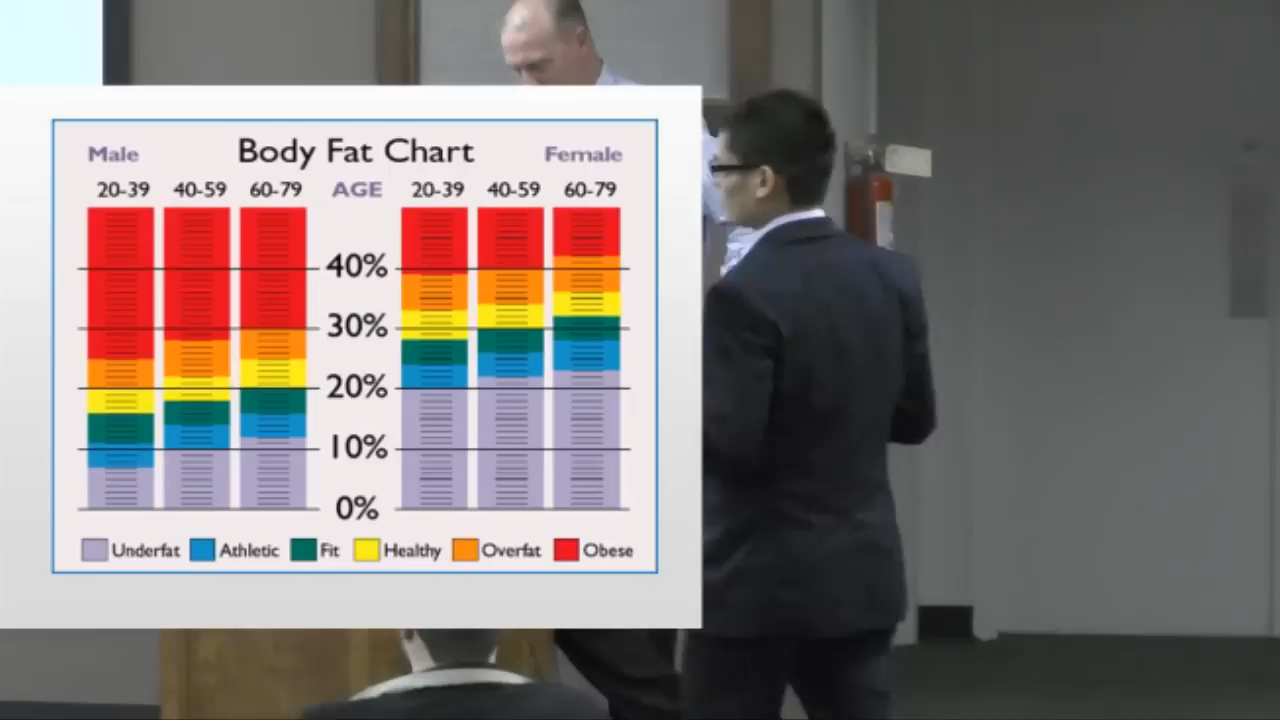 Body Fat Chart
Male Female
20-39 40-59 60-79 AGE 20-39 40-59 60-79
40%
30%
20%
10%
0%
Underfat Athletic Fit Healthy Overfat Obese